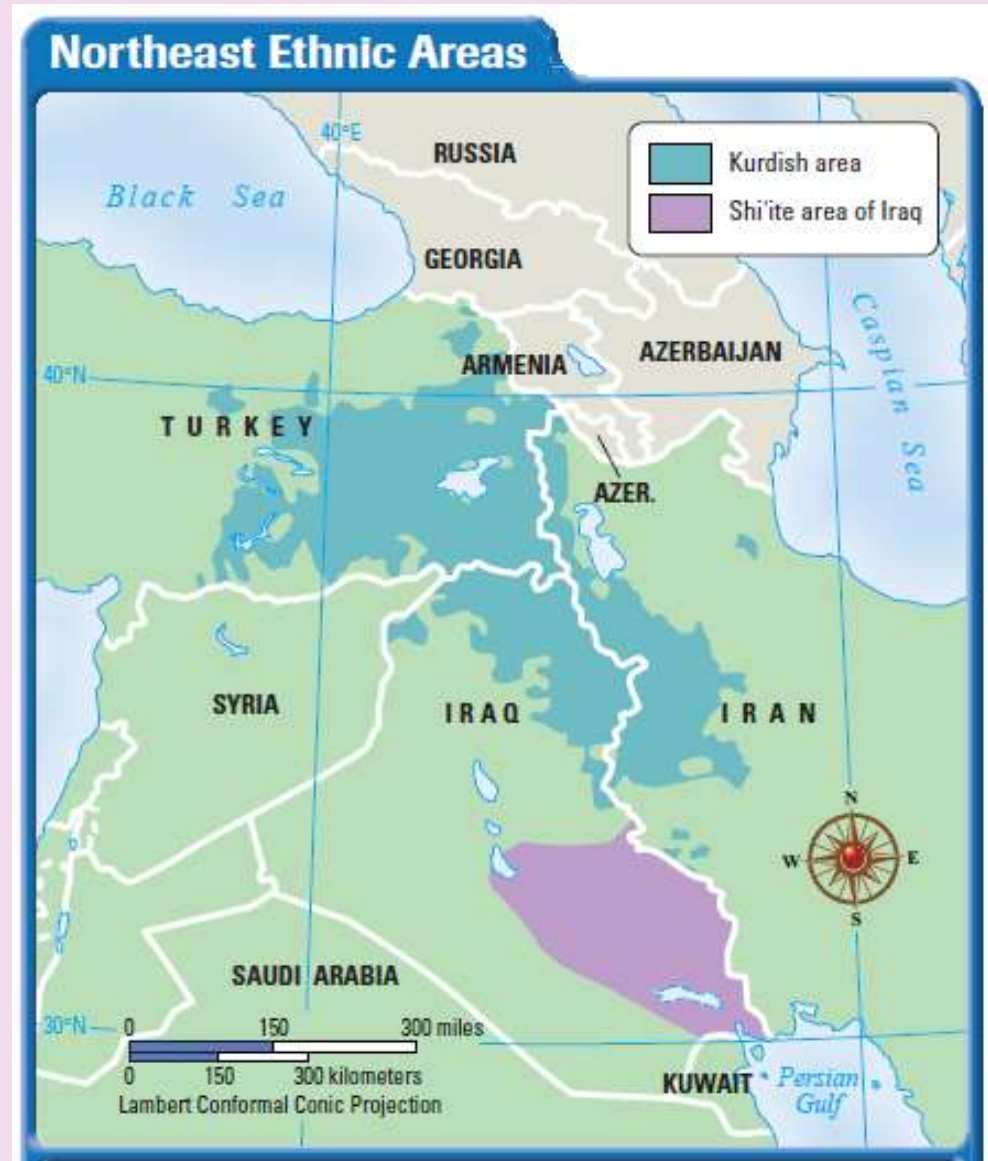 Northeast Ethnic Areas
40°E
RUSSIA
Kurdish area
Shi'ite area of Iraq
Black Sea
GEORGIA
Caspian Sea
ARMENIA
AZERBAIJAN
40°N
TURKEY
AZER.
SYRIA
IRAQ
IRAN
N
W E
S
SAUDI ARABIA
30°N
0 150 300 miles
0 150 300 kilometers
Lambert Conformal Conic Projection
KUWAIT
Persian
Gulf